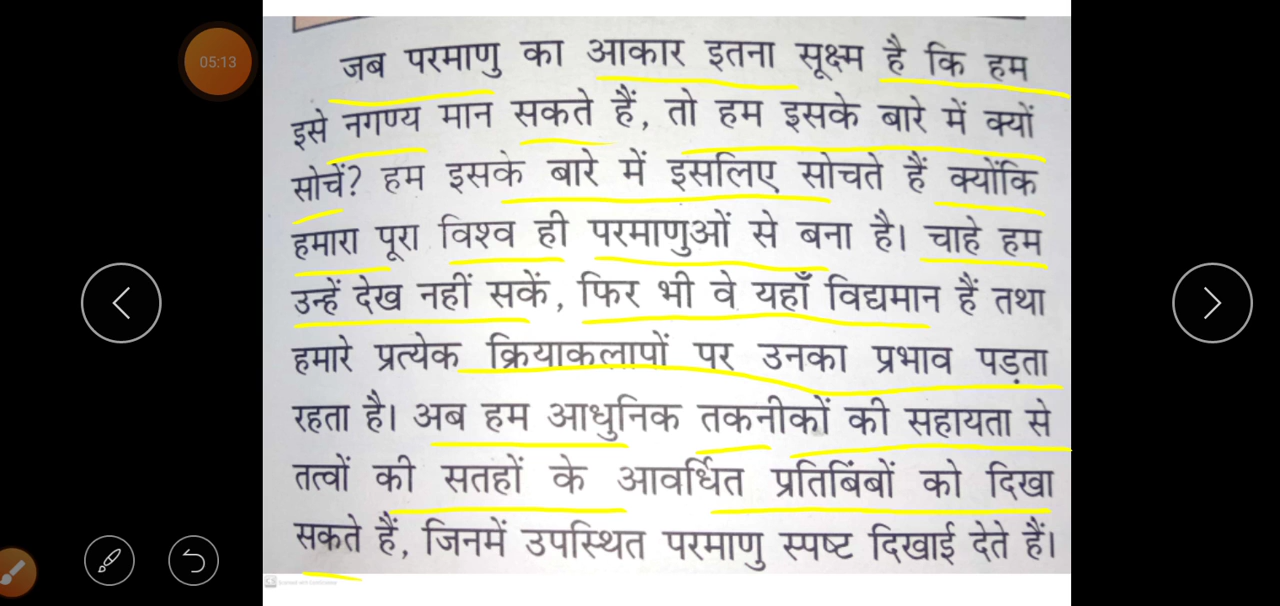 05:13
जब परमाणु का आकार इतना सूक्ष्म है कि हम
इसे नगण्य मान सकते हैं, तो हम इसके बारे में क्यों
सोचें? हम इसके बारे में इसलिए सोचते हैं क्योंकि
हमारा पूरा विश्व ही परमाणुओं से बना है। चाहे हम
उन्हें देख नहीं सकें, फिर भी वे यहाँ विद्यमान हैं तथा
हमारे प्रत्येक क्रियाकलापों पर उनका प्रभाव पड़ता
रहता है। अब हम आधुनिक तकनीकों की सहायता से
तत्वों की सतहों के आवर्धित प्रतिबिंबों को दिखा
सकते हैं, जिनमें उपस्थित परमाणु स्पष्ट दिखाई देते हैं।